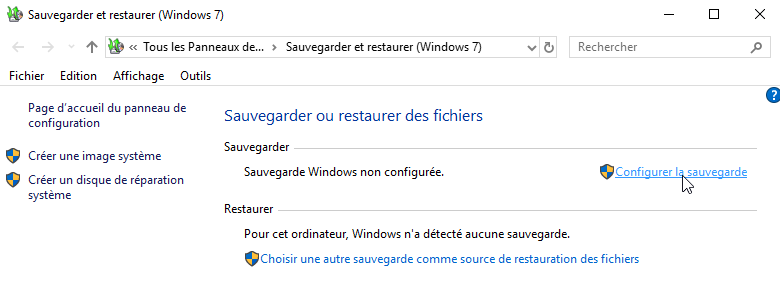 Sauvegarder et restaurer (Windows 7)
« Tous les Panneaux de... > Sauvegarder et restaurer (Windows 7)
Rechercher
Fichier Edition Affichage Outils
Page d'accueil du panneau de
configuration
Créer une image système
Créer un disque de réparation
système
?
Sauvegarder ou restaurer des fichiers
Sauvegarder
Sauvegarde Windows non configurée.
Configurer la sauvegarde
Restaurer
Pour cet ordinateur, Windows n'a détecté aucune sauvegarde.
Choisir une autre sauvegarde comme source de restauration des fichiers